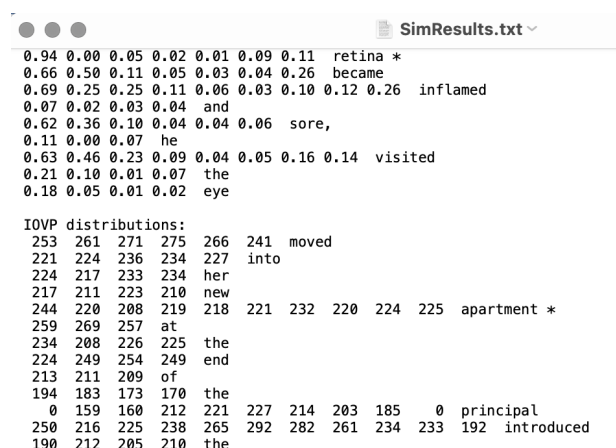 SimResults.txt
0.94 0.00 0.05 0.02 0.01 0.09 0.11 retina *
0.66 0.50 0.11 0.05 0.03 0.04 0.26 became
0.69 0.25 0.25 0.11 0.06 0.03 0.10 0.12 0.26 inflamed
0.07 0.02 0.03 0.04 and
0.62 0.36 0.10 0.04 0.04 0.06 sore,
0.11 0.00 0.07 he
0.63 0.46 0.23 0.09 0.04 0.05 0.16 0.14 visited
0.21 0.10 0.01 0.07 the
0.18 0.05 0.01 0.02 eye
IOVP distributions:
253 261 271 275 266 241 moved
221 224 236 234 227 into
224 217 233 234 her
217 211 223 210 new
244 220 208 219 218 221 232 220 224 225 apartment *
259 269 257 at
234 208 226 225 the
224 249 254 249 end
213 211 209 of
194 183 173 170 the
0 159 160 212 221 227 214 203 185 0 principal
250 216 225 238 265 292 282 261 234 233 192 introduced
190 212 205 210 the